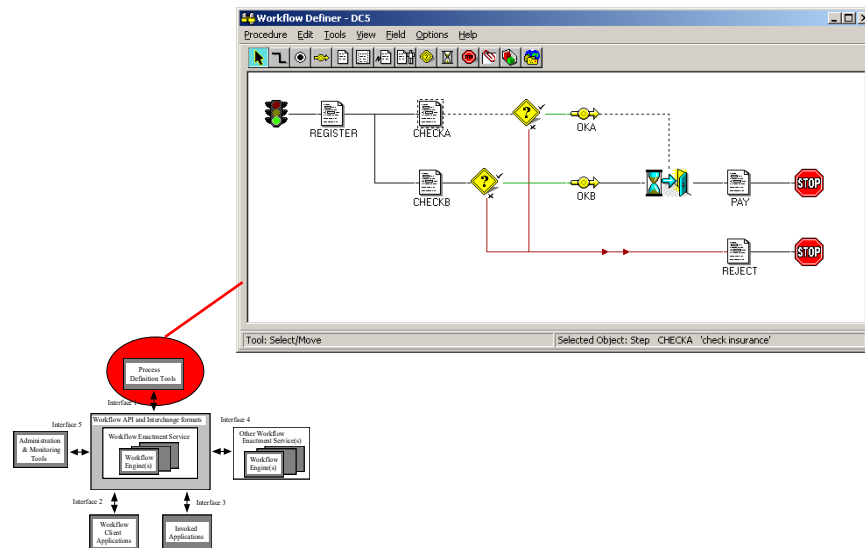 Workflow Definer - DC5
Procedure Edit Tools View Field Options Help
REGISTER
CHECKA
?
OKA
CHECKB
?
OKB
PAY
STOP
REJECT
STOP
Tool: Select/Move
Selected Object: Step CHECKA 'check insurance'
Process
Definition Tools
Interface 1
Workflow API and Interchange formats
Interface 5
Interface 4
Administration
& Monitoring
Tools
Workflow Enactment Service
Workflow
Engine(s)
Other Workflow
Enactment Service(s)
Workflow
Engine(s)
Interface 2
Interface 3
Workflow
Client
Applications
Invoked
Applications